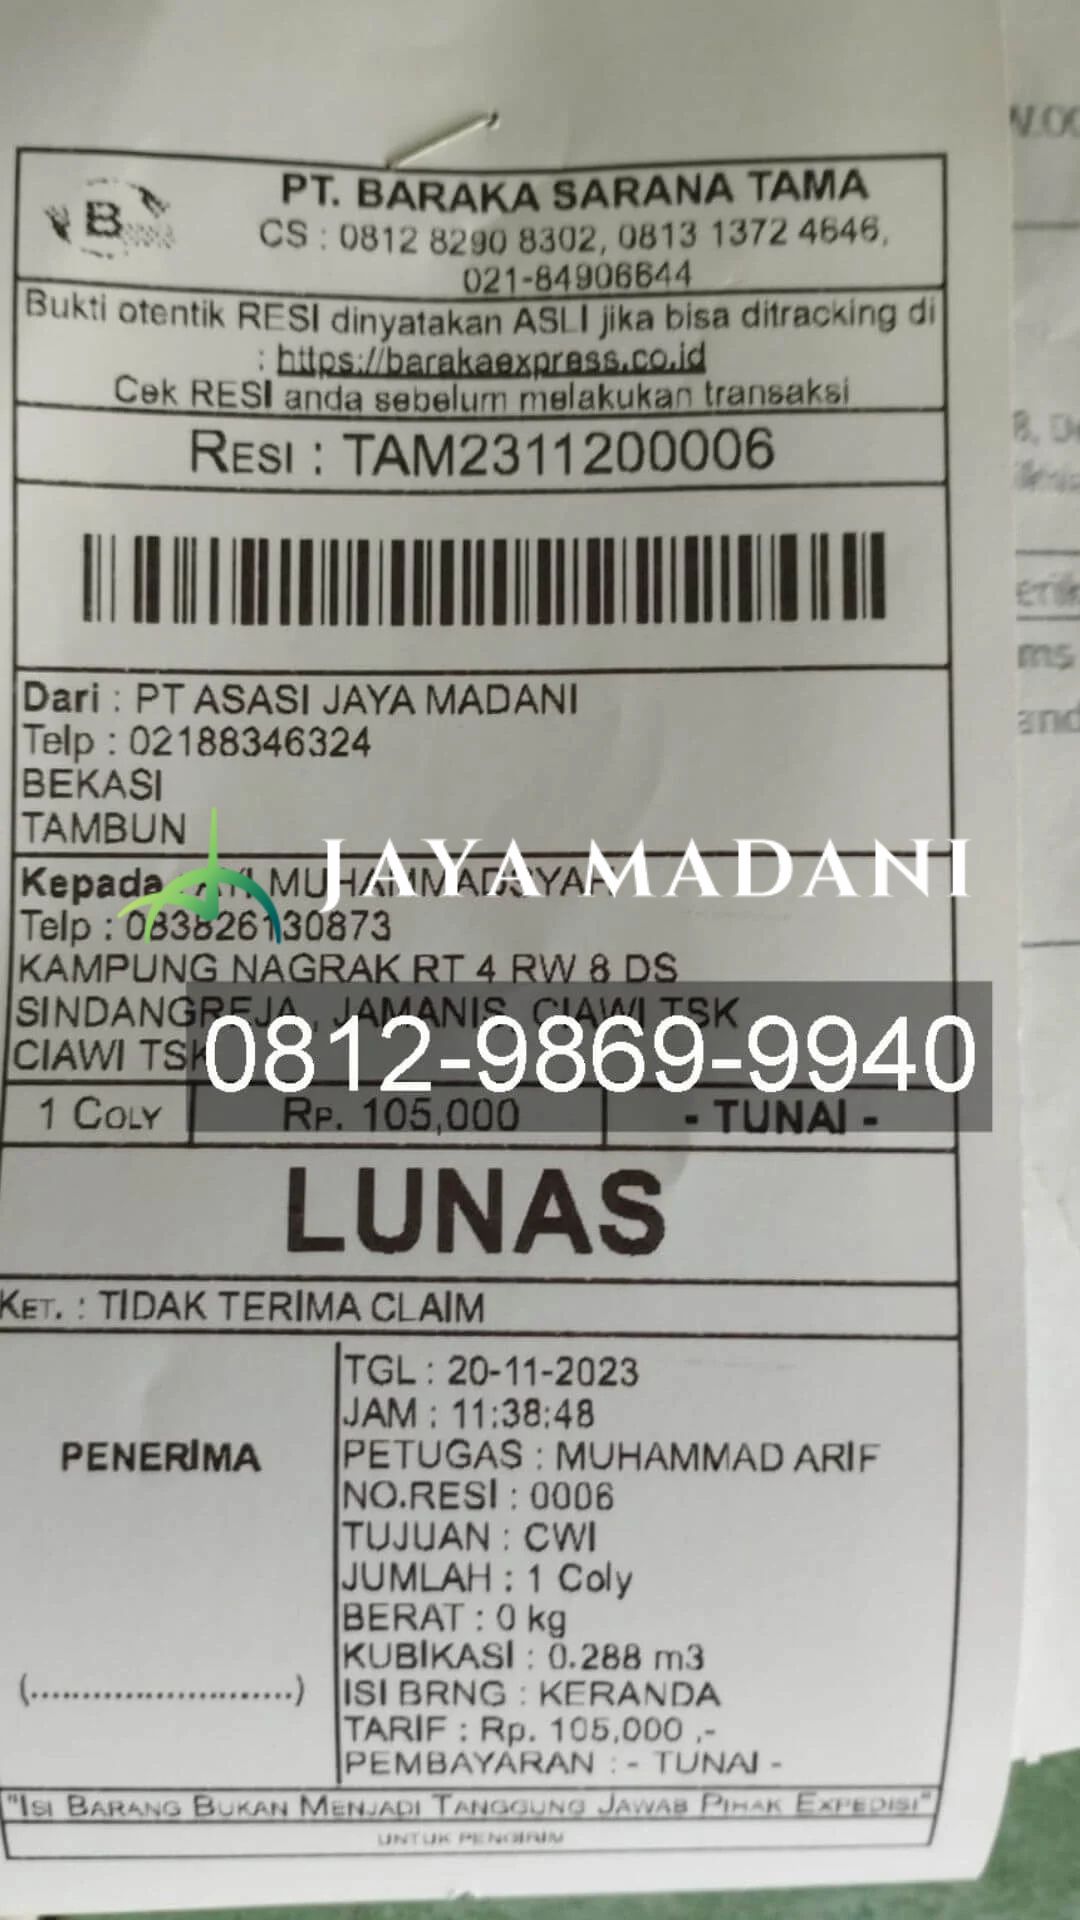 PT. BARAKA SARANA TAMA
B
CS : 0812 8290 8302, 0813 1372 4646,
021-84906644
Bukti otentik RESI dinyatakan ASLI jika bisa ditracking di
: https://barakaexpress.co.id
Cek RESI anda sebelum melakukan transaksi
RESI : TAM2311200006
Dari : PT ASASI JAYA MADANI
Telp : 02188346324
BEKASI
TAMBUN
JAYA MADANI
Kepada : AYI MUHAMMADSYAH
Telp : 083826130873
KAMPUNG NAGRAK RT 4 RW 8 DS
SINDANGREJA , JAMANIS, CIAWI TSK
CIAWI TSK
0812-9869-9940
1 COLY RP. 105,000 - TUNAI -
LUNAS
KET. : TIDAK TERIMA CLAIM
PENERIMA
(..........................)
TGL : 20-11-2023
JAM : 11:38:48
PETUGAS : MUHAMMAD ARIF
NO.RESI : 0006
TUJUAN : CWI
JUMLAH : 1 Coly
BERAT : 0 kg
KUBIKASI : 0.288 m3
ISI BRNG : KERANDA
TARIF : Rp. 105,000 ,-
PEMBAYARAN : - TUNAI -
"ISI BARANG BUKAN MENJADI TANGGUNG JAWAB PIHAK EXPEDISI"
UNTUK PENGIRIM